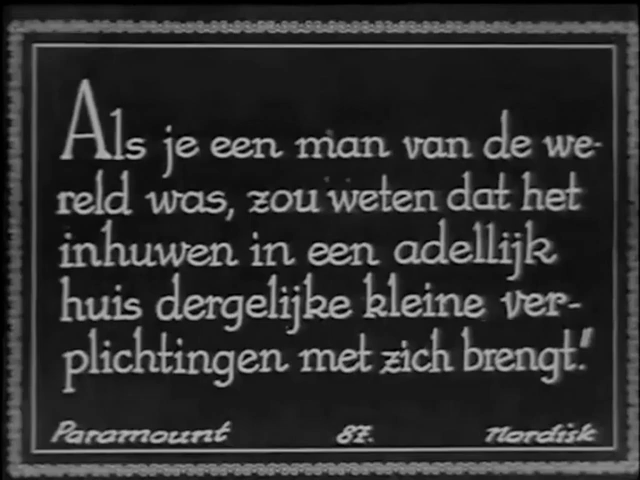 Als je een man van de we-
reld was, zou weten dat het
inhuwen in een adellijk
huis dergelijke kleine ver-
plichtingen met zich brengt."
Paramount 87. Nordisk